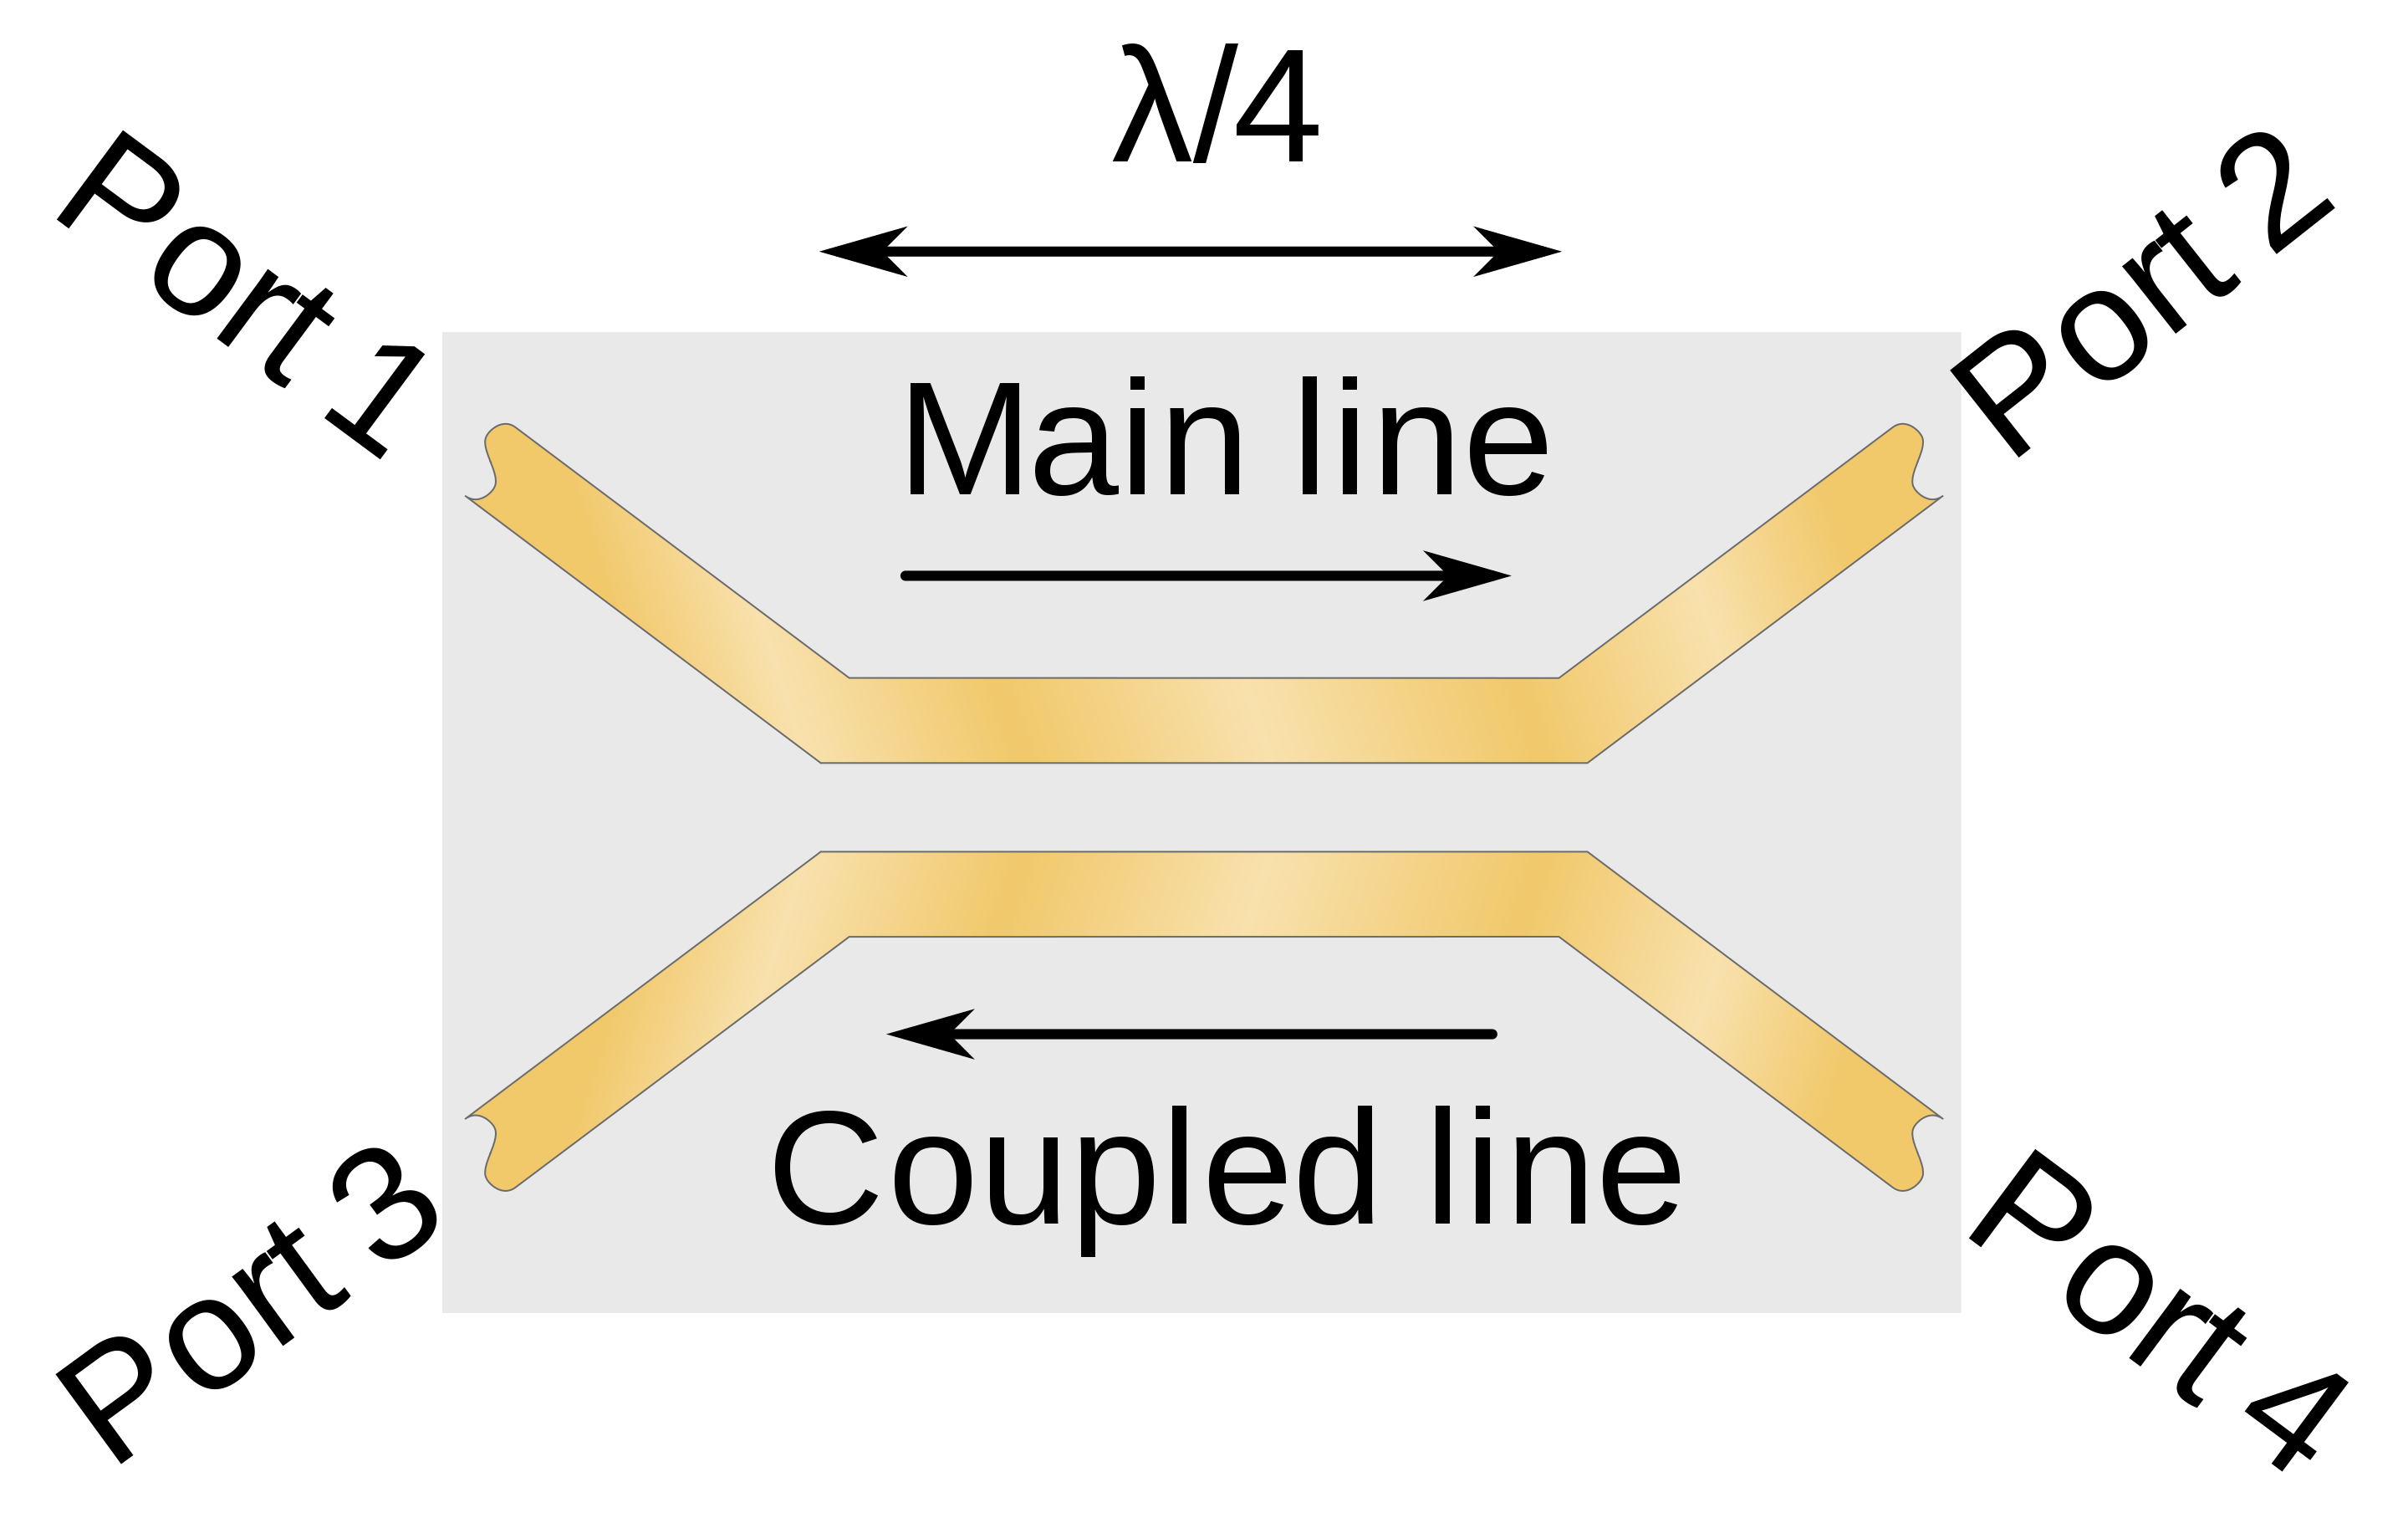 λ/4
Port 1
Port 2
Main line
Coupled line
Port 3
Port 4